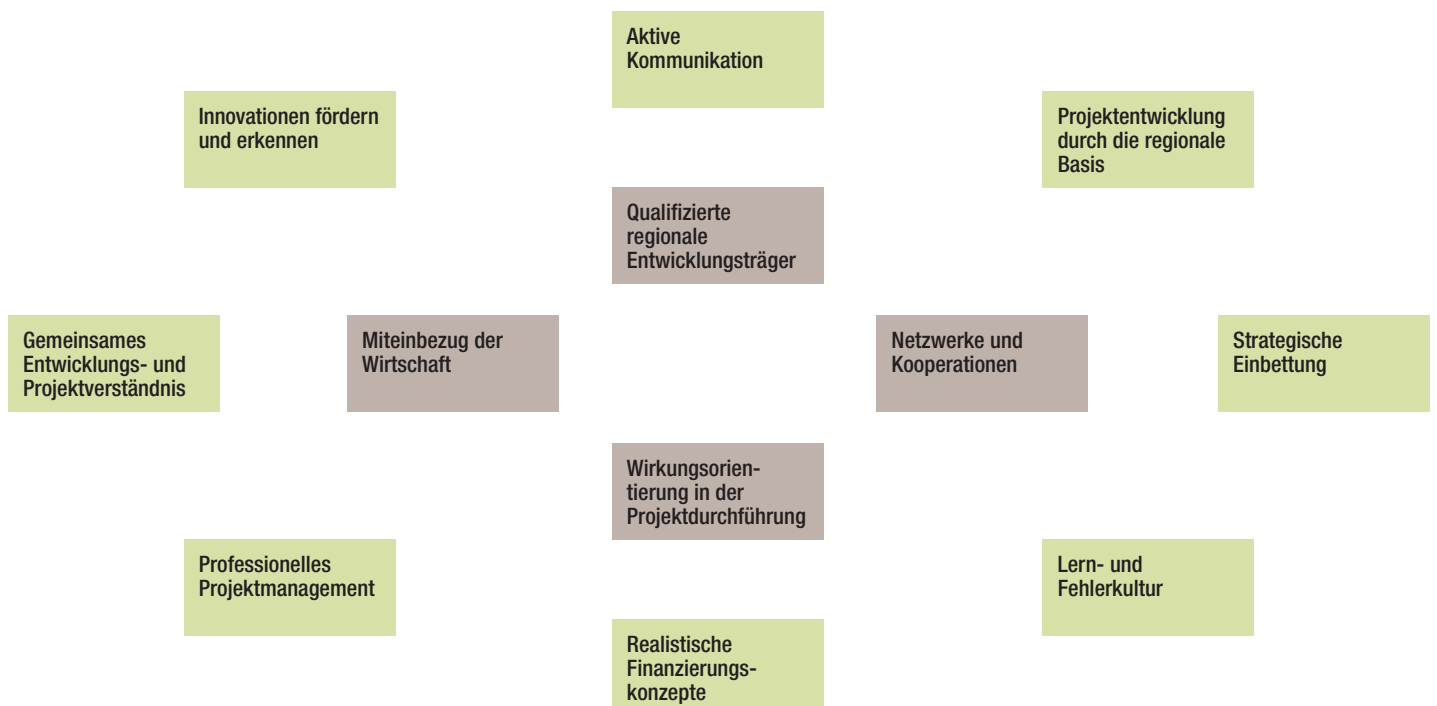 Aktive
Kommunikation
Innovationen fördern
und erkennen
Projektentwicklung
durch die regionale
Basis
Qualifizierte
regionale
Entwicklungsträger
Gemeinsames
Entwicklungs- und
Projektverständnis
Miteinbezug der
Wirtschaft
Netzwerke und
Kooperationen
Strategische
Einbettung
Wirkungsorien-
tierung in der
Projektdurchführung
Professionelles
Projektmanagement
Lern- und
Fehlerkultur
Realistische
Finanzierungs-
konzepte